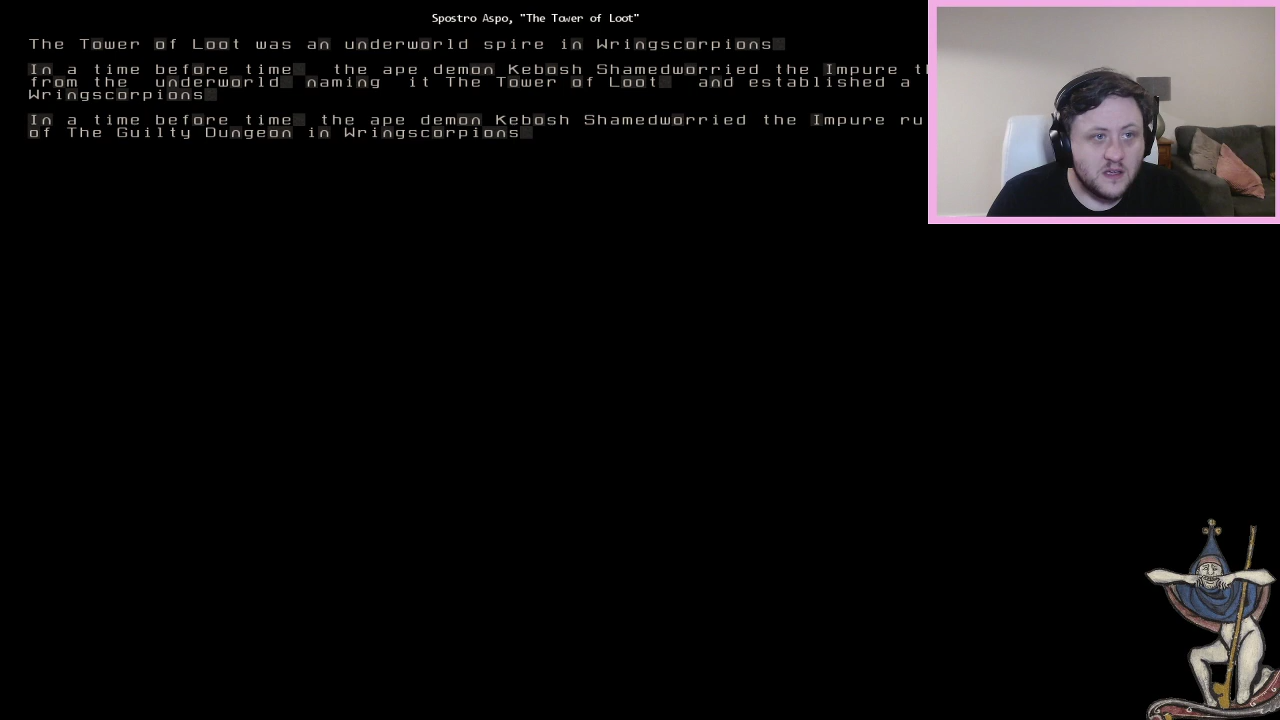 Spostro Aspo, "The Tower of Loot"
The Tower of Loot was an underworld spire in Wringscorpions
In a time before time the ape demon Kebosh Shamedworried the Impure
from the underworld naming it The Tower of Loot and established a
Wringscorpions
In a time before time the ape demon Kebosh Shamedworried the Impure
of The Guilty Dungeon in Wringscorpions